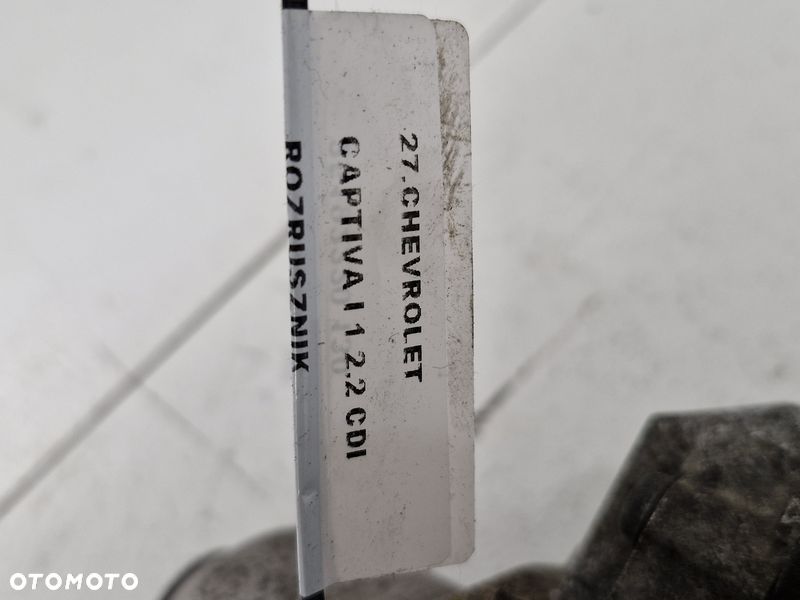 27.CHEVROLET
CAPTIVA I 1 2.2 CDI
ROZRUSZNIK
OTOMOTO